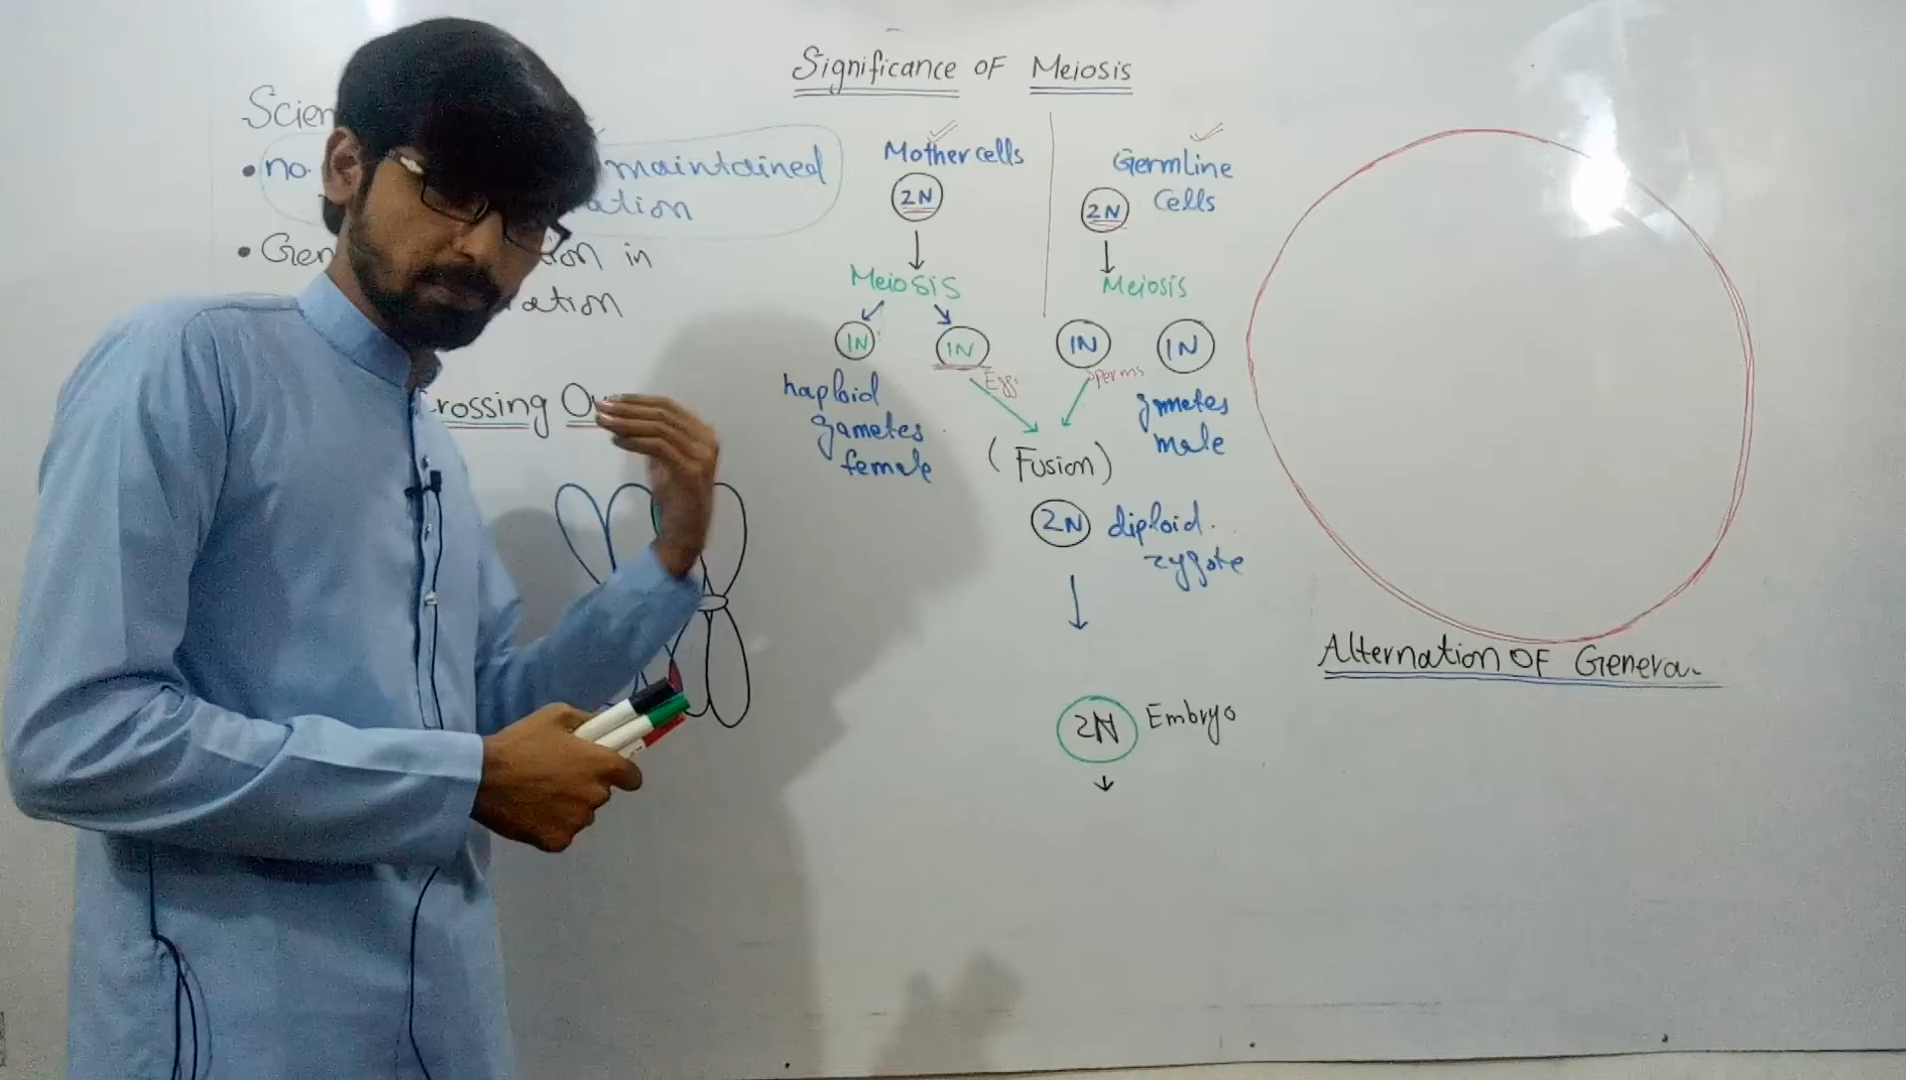 Significance OF Meiosis
Scien
• no. maintained
ation
• Gen ion in
ation
Crossing Ov
Mother cells
2N
Meiosis
1N 1N
Eggs
haploid
gametes
female
Germline
Cells
2N
Meiosis
1N 1N
Sperms
gametes
male
(Fusion)
2N diploid.
zygote
2N Embryo
Alternation OF Genera